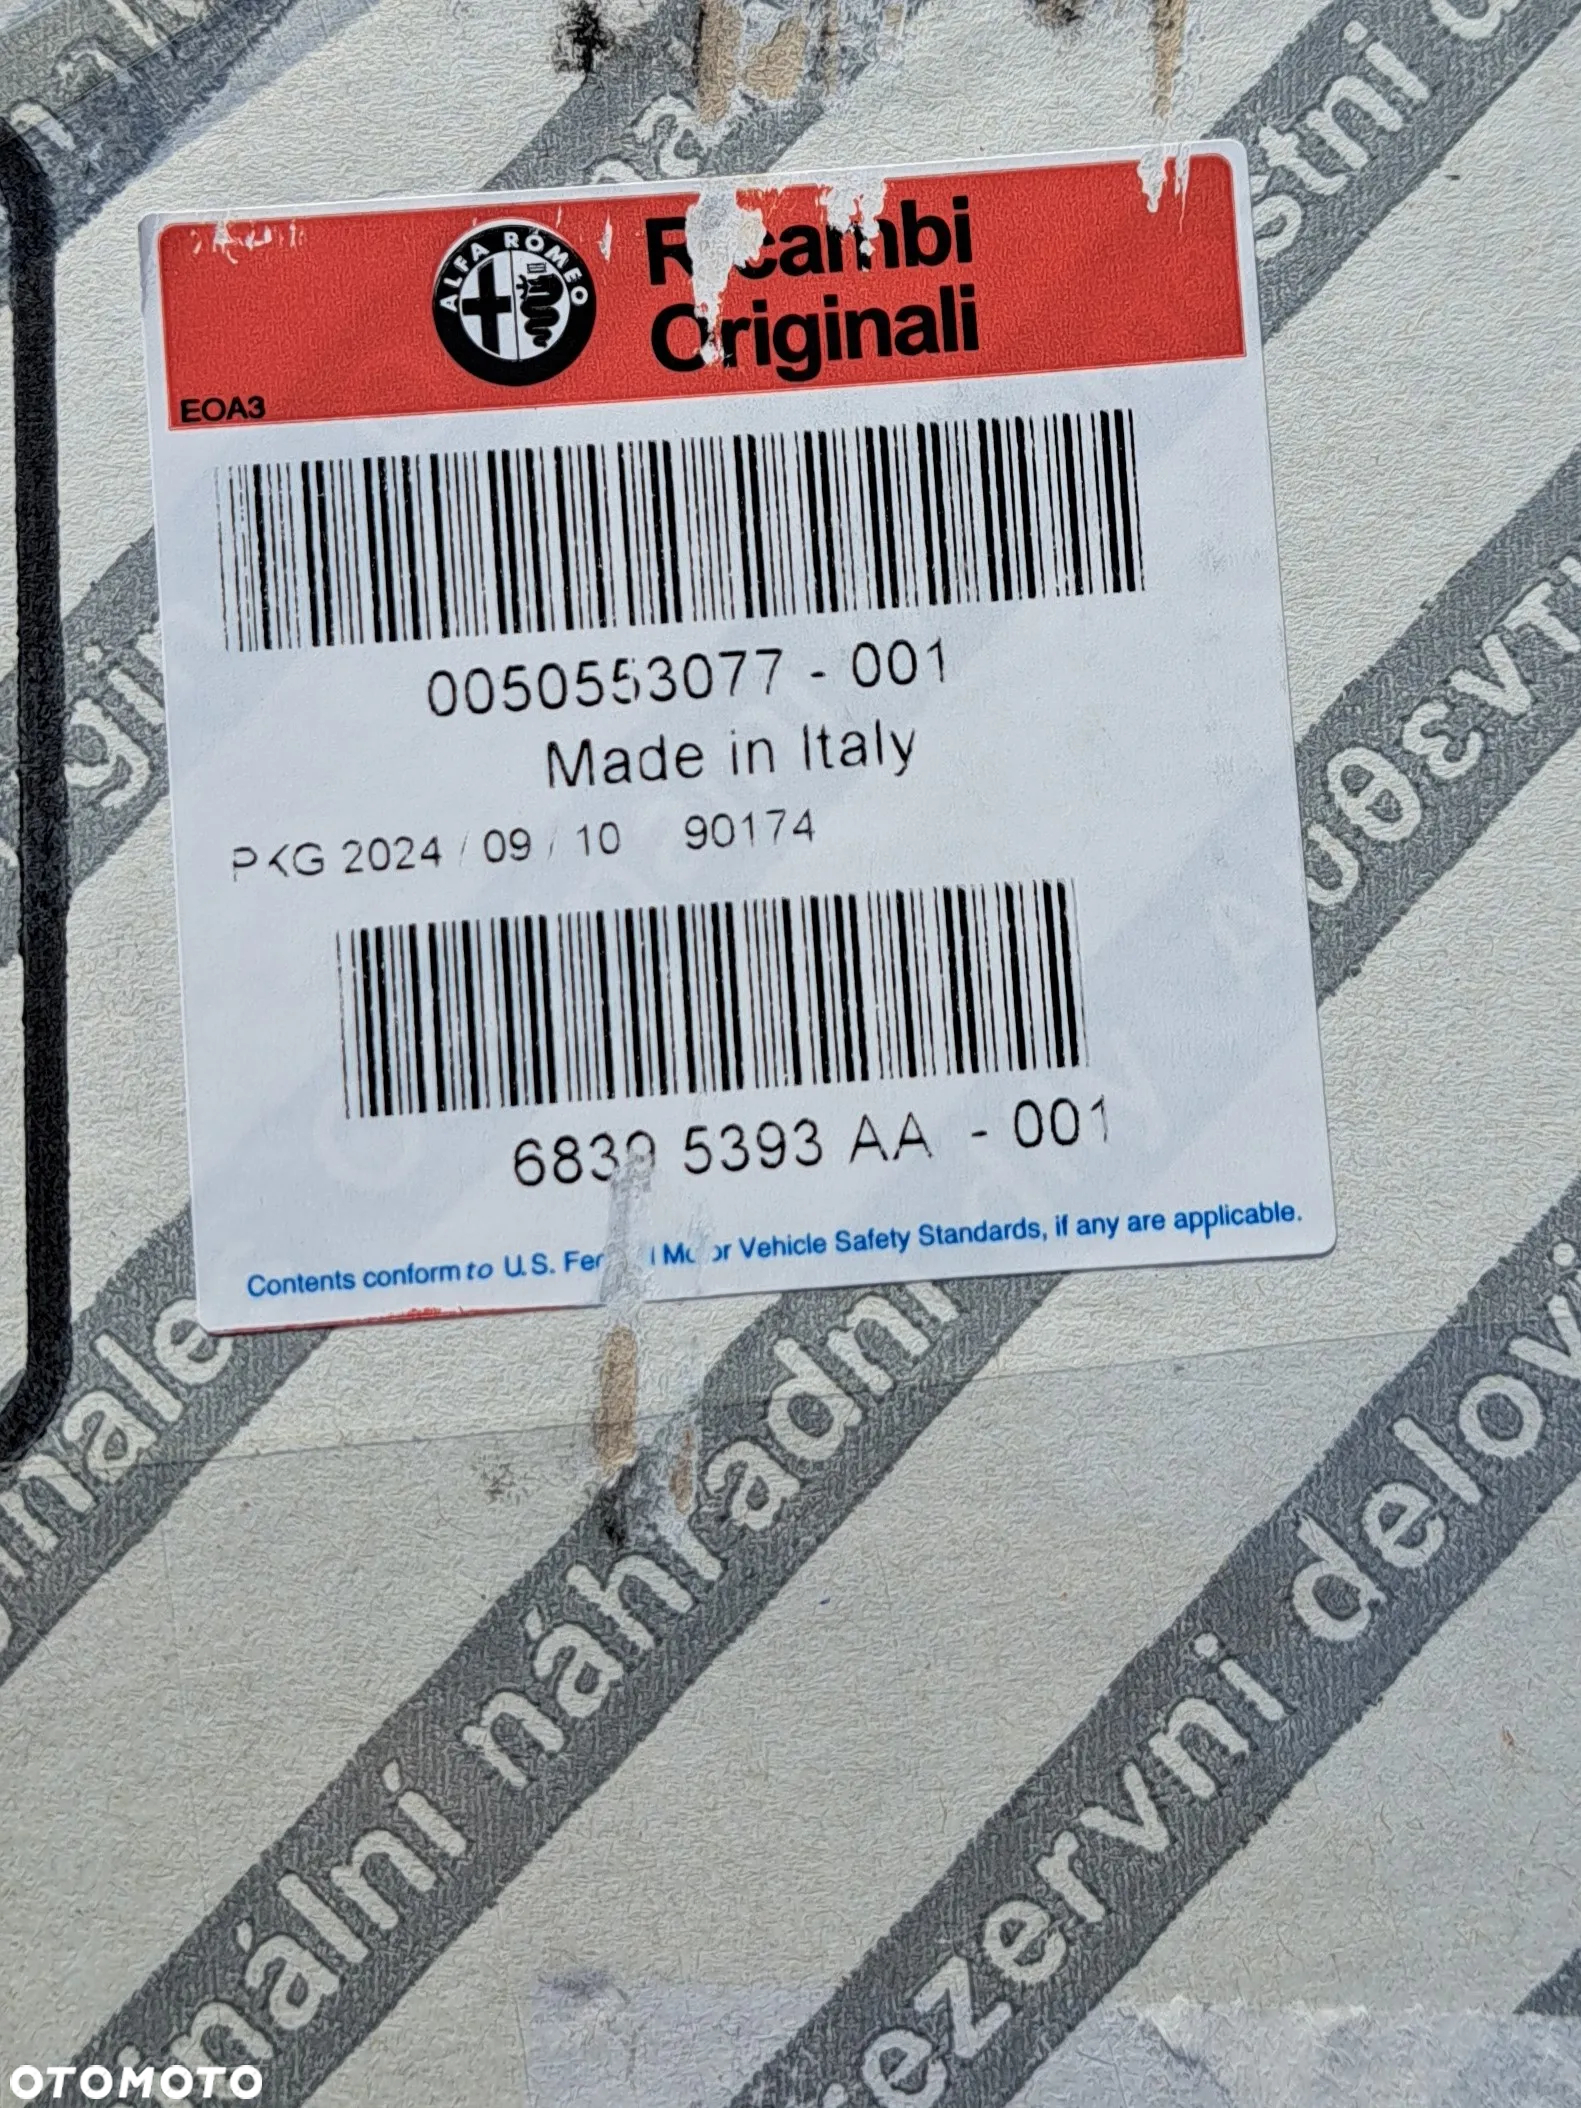 ALFA ROMEO
Ricambi
Originali
EOA3
0050553077 - 001
Made in Italy
PKG 2024 / 09 / 10 90174
6839 5393 AA - 001
Contents conform to U.S. Federal Motor Vehicle Safety Standards, if any are applicable.
náhradní
rezervni delovi
OTOMOTO